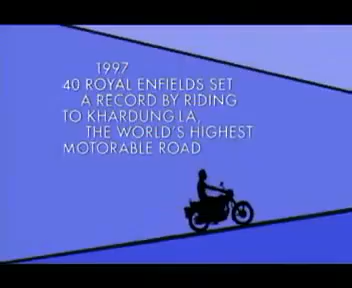 1997
40 ROYAL ENFIELDS SET
A RECORD BY RIDING
TO KHARDUNG LA,
THE WORLD'S HIGHEST
MOTORABLE ROAD